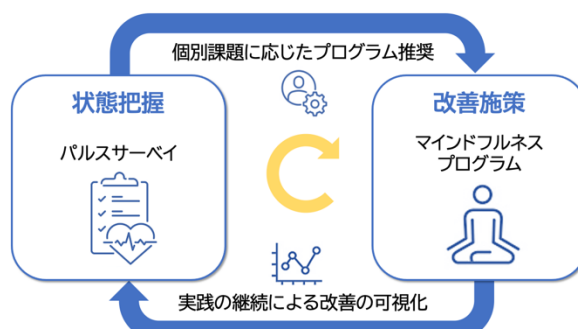 個別課題に応じたプログラム推奨
状態把握
パルスサーベイ
改善施策
マインドフルネス
プログラム
実践の継続による改善の可視化